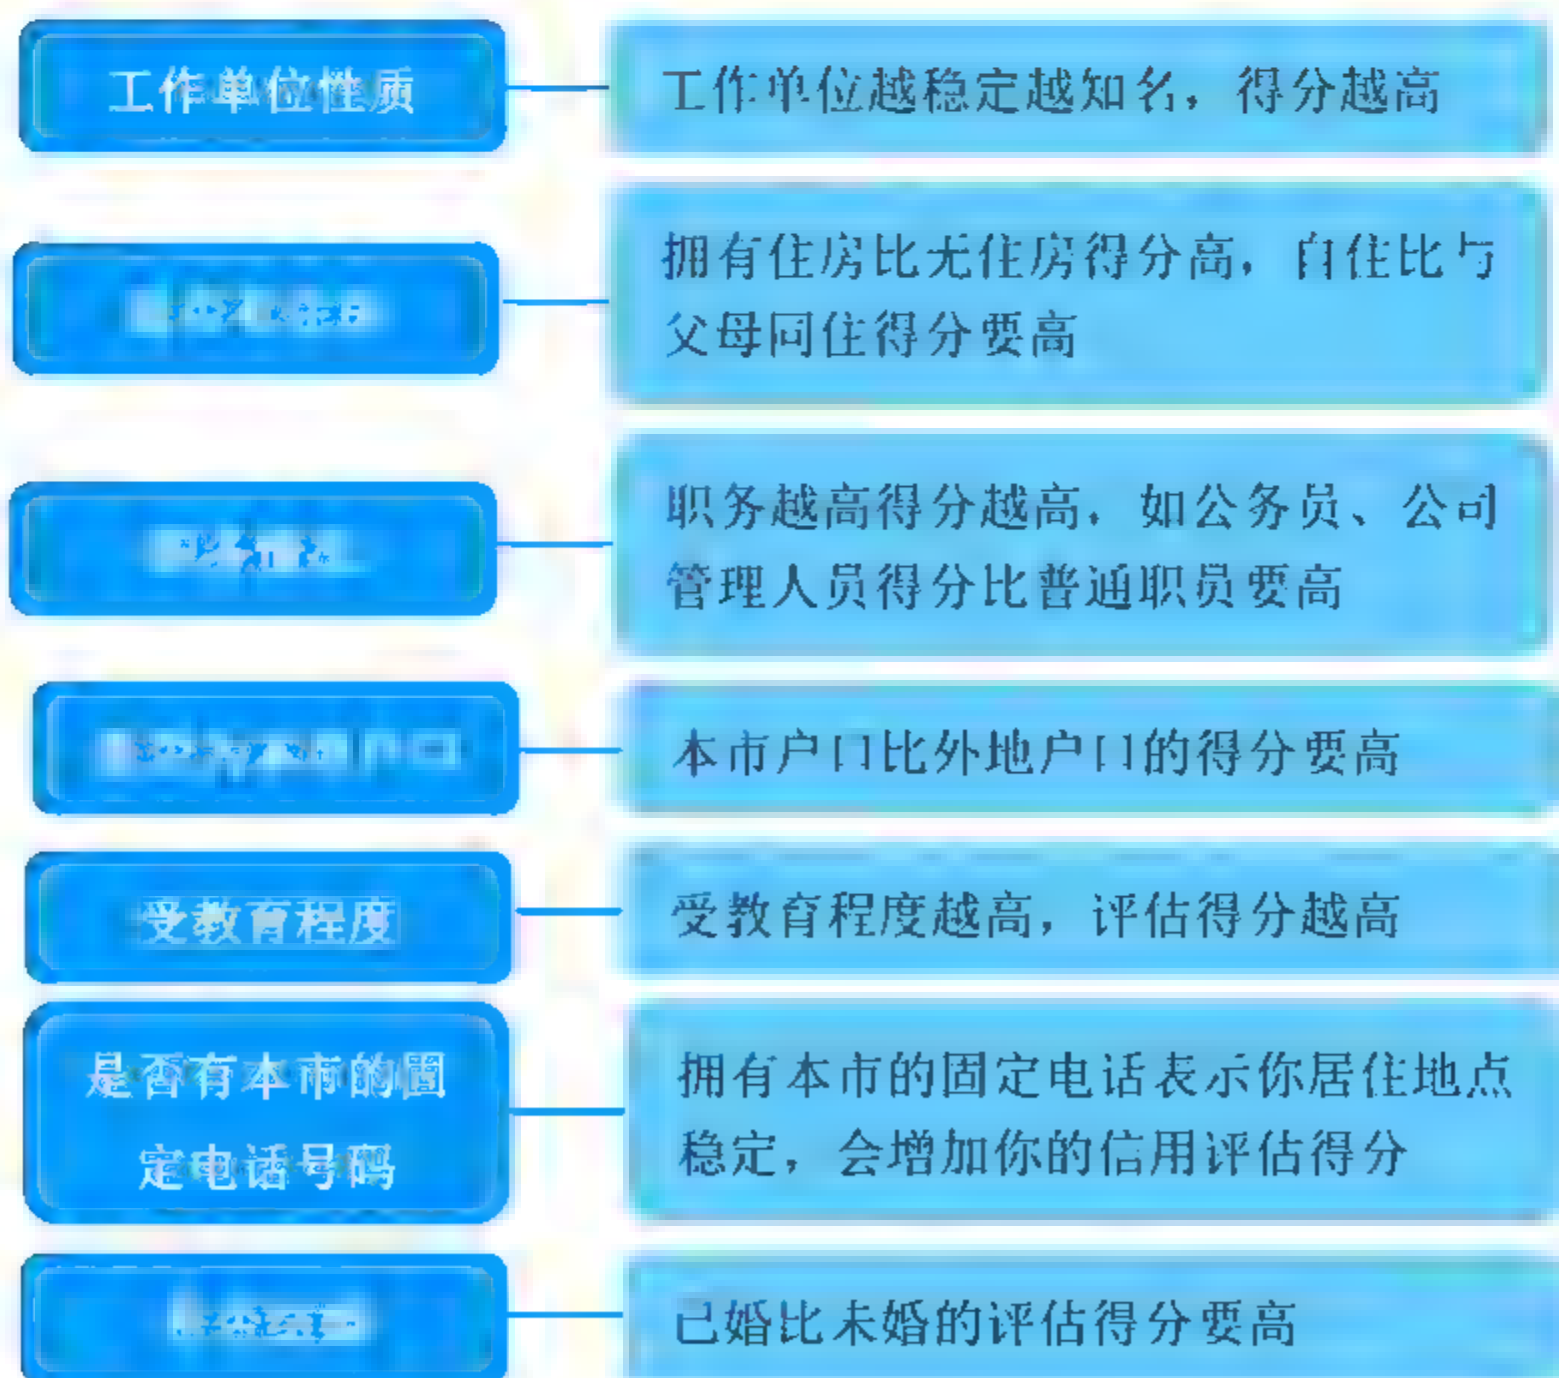 工作单位性质
工作单位越稳定越知名，得分越高
拥有住房比无住房得分高，自住比与
父母同住得分要高
职务越高得分越高，如公务员、公司
管理人员得分比普通职员要高
本市户口比外地户口的得分要高
受教育程度
受教育程度越高，评估得分越高
是否有本市的固
定电话号码
拥有本市的固定电话表示你居住地点
稳定，会增加你的信用评估得分
已婚比未婚的评估得分要高